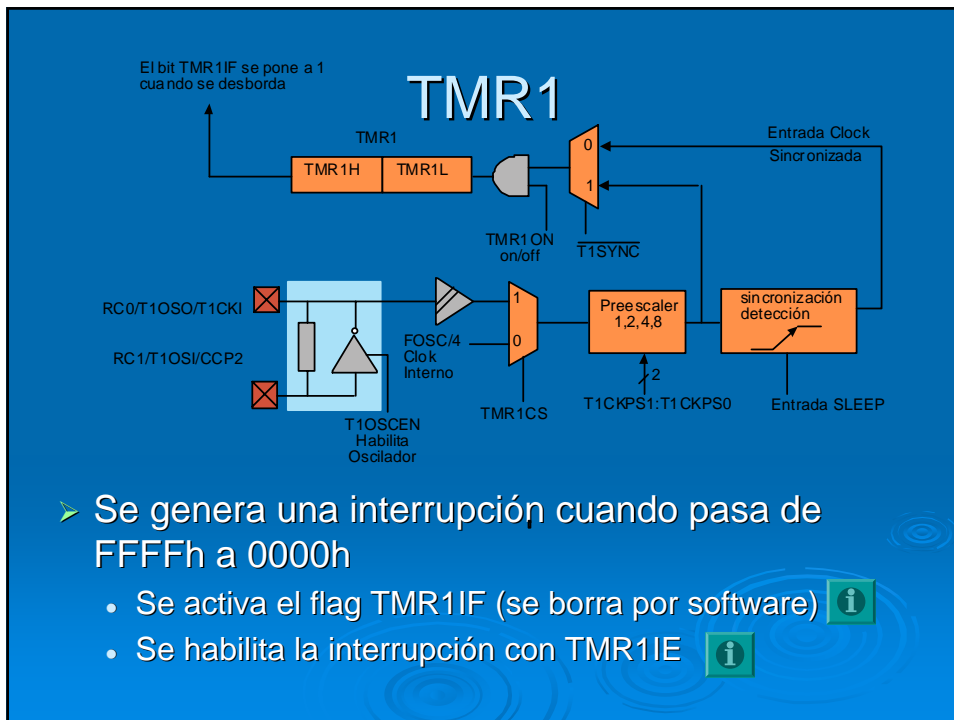 El bit TMR1IF se pone a 1
cuando se desborda
TMR1
TMR1
TMR1H
TMR1L
0
1
Entrada Clock
Sincronizada
TMR1ON
on/off
T1SYNC
RC0/T1OSO/T1CKI
RC1/T1OSI/CCP2
FOSC/4
Clok
Interno
1
0
Preescaler
1,2,4,8
sincronización
detección
2
T1OSCEN
Habilita
Oscilador
TMR1CS
T1CKPS1:T1CKPS0
Entrada SLEEP
Se genera una interrupción cuando pasa de
FFFFh a 0000h
Se activa el flag TMR1IF (se borra por software)
Se habilita la interrupción con TMR1IE